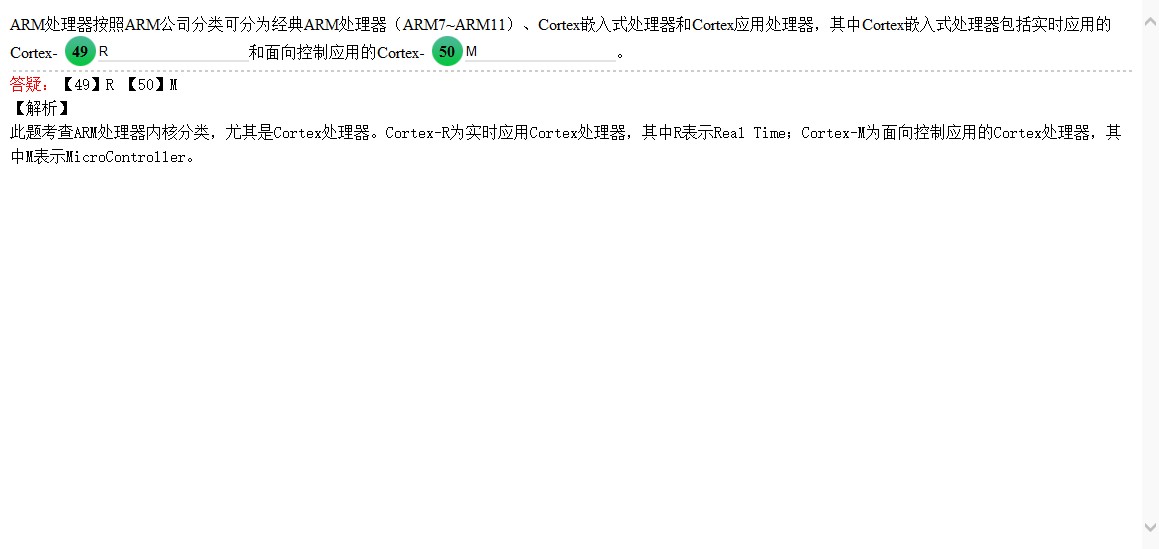 ARM处理器按照ARM公司分类可分为经典ARM处理器（ARM7~ARM11）、Cortex嵌入式处理器和Cortex应用处理器，其中Cortex嵌入式处理器包括实时应用的
Cortex- 49 R 和面向控制应用的Cortex- 50 M 。
答疑：【49】R 【50】M
【解析】
此题考查ARM处理器内核分类，尤其是Cortex处理器。Cortex-R为实时应用Cortex处理器，其中R表示Real Time；Cortex-M为面向控制应用的Cortex处理器，其
中M表示MicroController。